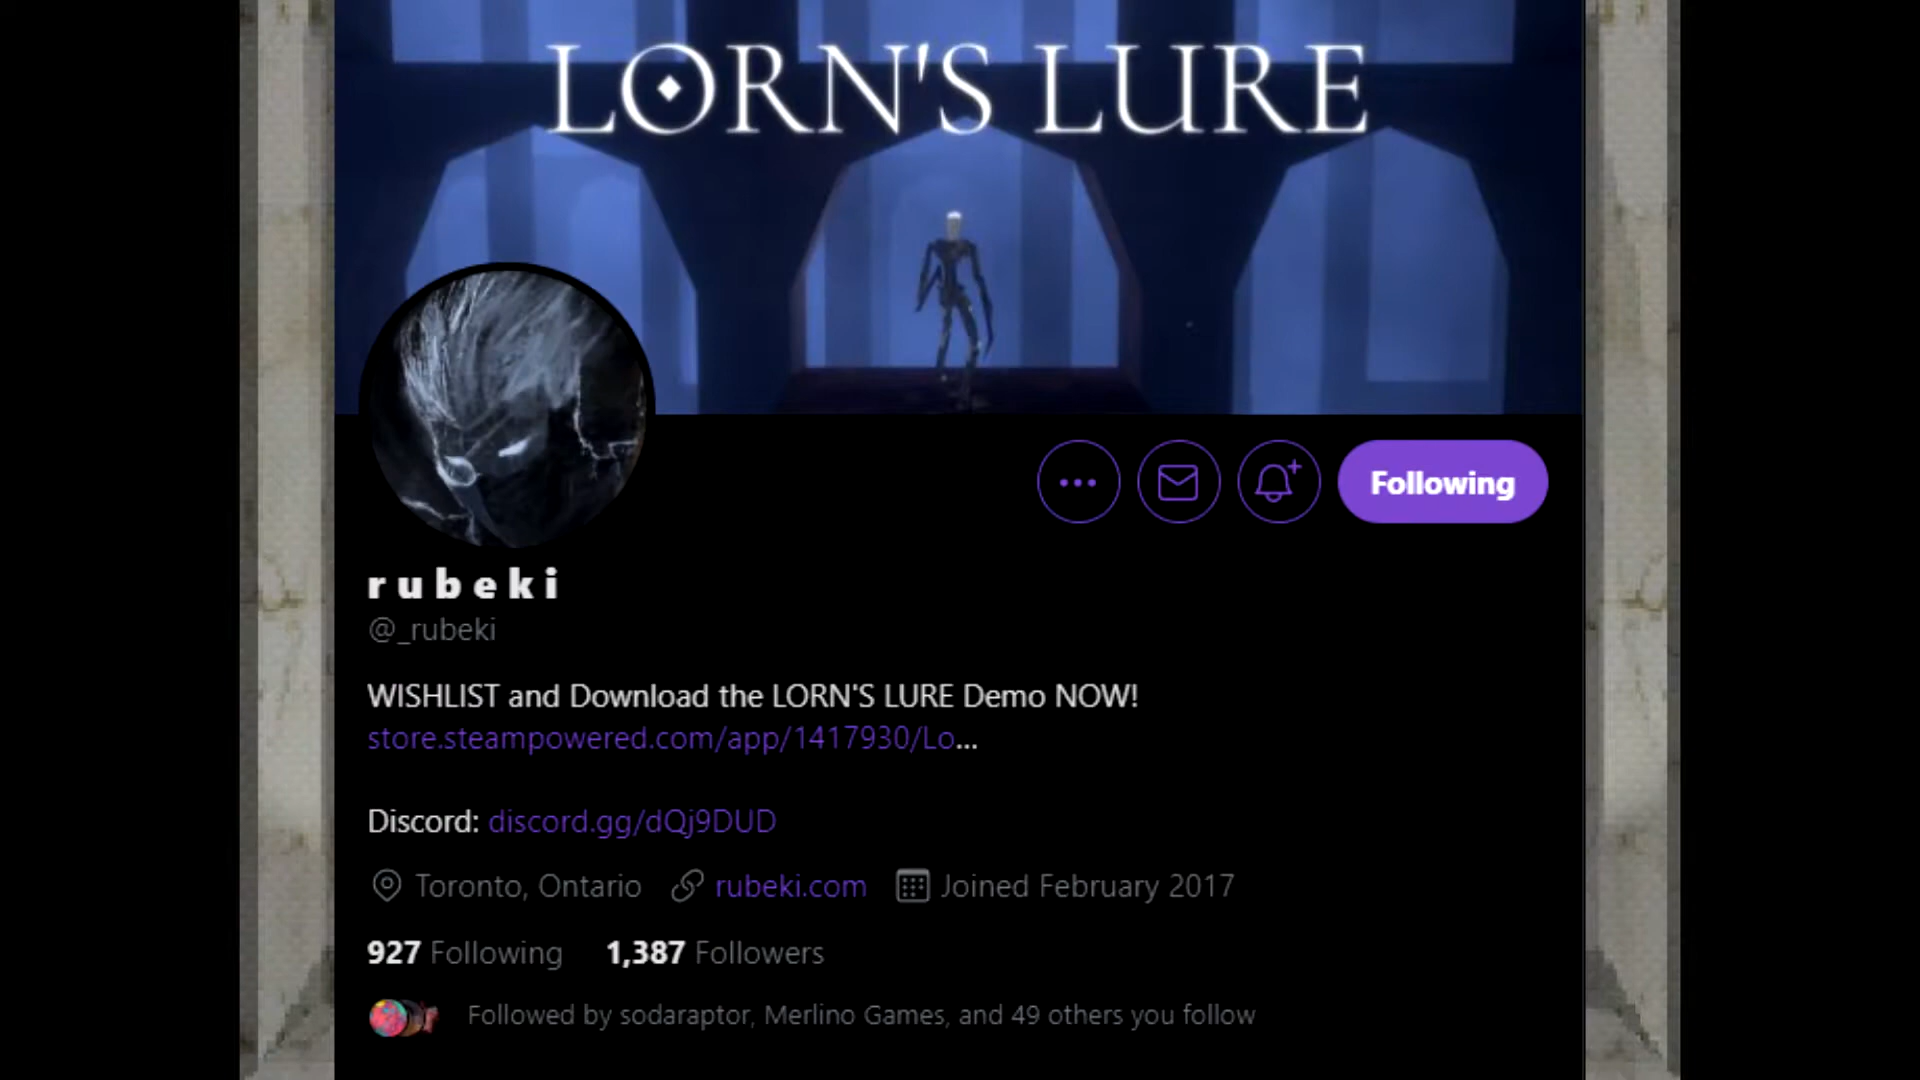 LORN'S LURE
Following
r u b e k i
@_rubeki
WISHLIST and Download the LORN'S LURE Demo NOW!
store.steampowered.com/app/1417930/Lo...
Discord: discord.gg/dQj9DUD
Toronto, Ontario rubeki.com Joined February 2017
927 Following 1,387 Followers
Followed by sodaraptor, Merlino Games, and 49 others you follow